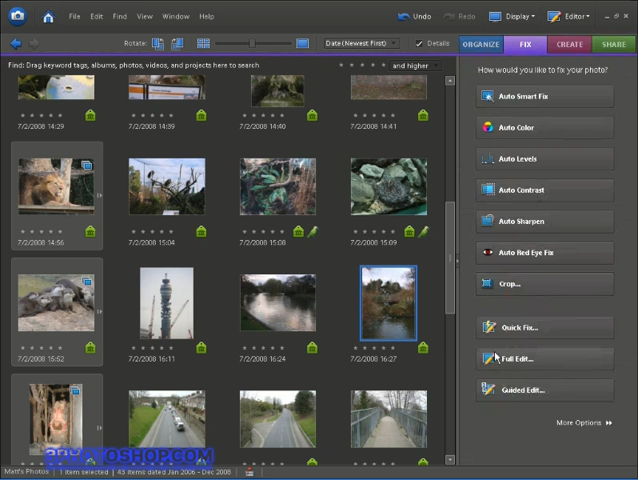 File Edit Find View Window Help Undo Redo Display Editor
Rotate: Date (Newest First) Details ORGANIZE FIX CREATE SHARE
Find: Drag keyword tags, albums, photos, videos, and projects here to search and higher
How would you like to fix your photo?
Auto Smart Fix
Auto Color
Auto Levels
Auto Contrast
Auto Sharpen
Auto Red Eye Fix
Crop...
Quick Fix...
Full Edit...
Guided Edit...
More Options
7/2/2008 14:29 7/2/2008 14:39 7/2/2008 14:40 7/2/2008 14:41
7/2/2008 14:56 7/2/2008 15:04 7/2/2008 15:08 7/2/2008 15:09
7/2/2008 15:52 7/2/2008 16:11 7/2/2008 16:24 7/2/2008 16:27
Matt's Photos 1 item selected 43 items dated Jan 2006 - Dec 2008